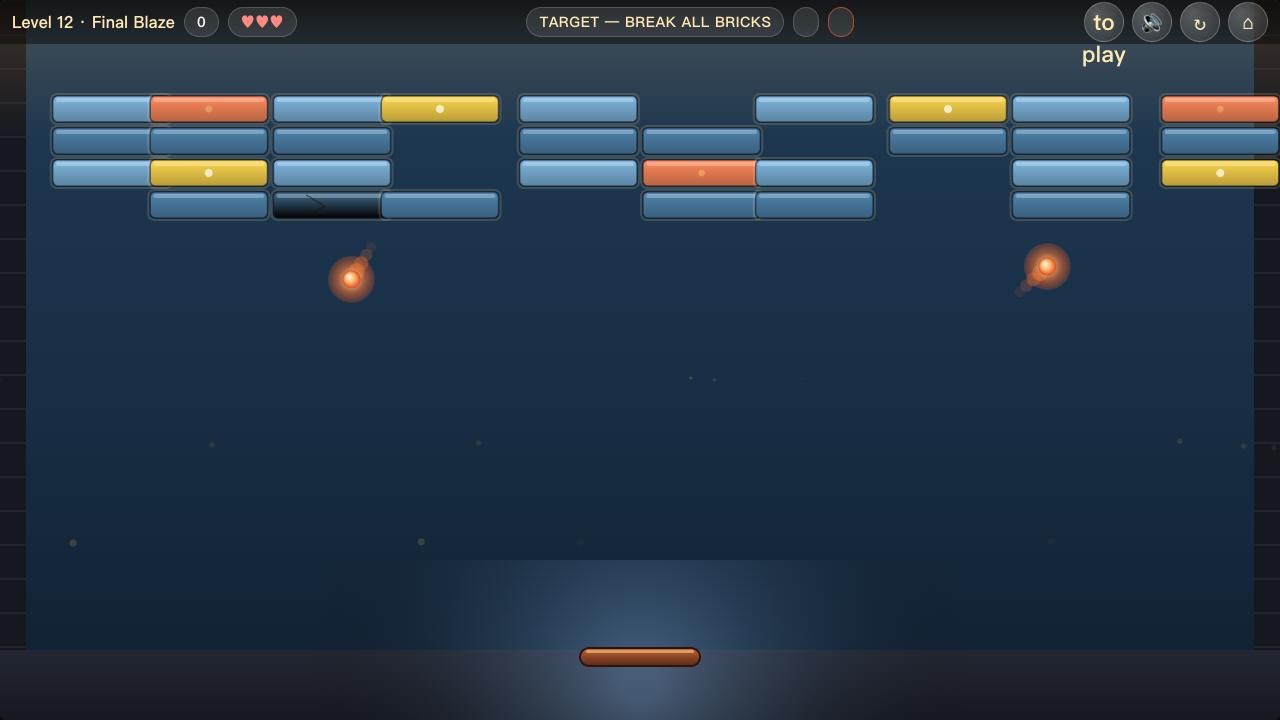 Level 12 · Final Blaze
0
TARGET — BREAK ALL BRICKS
to
play